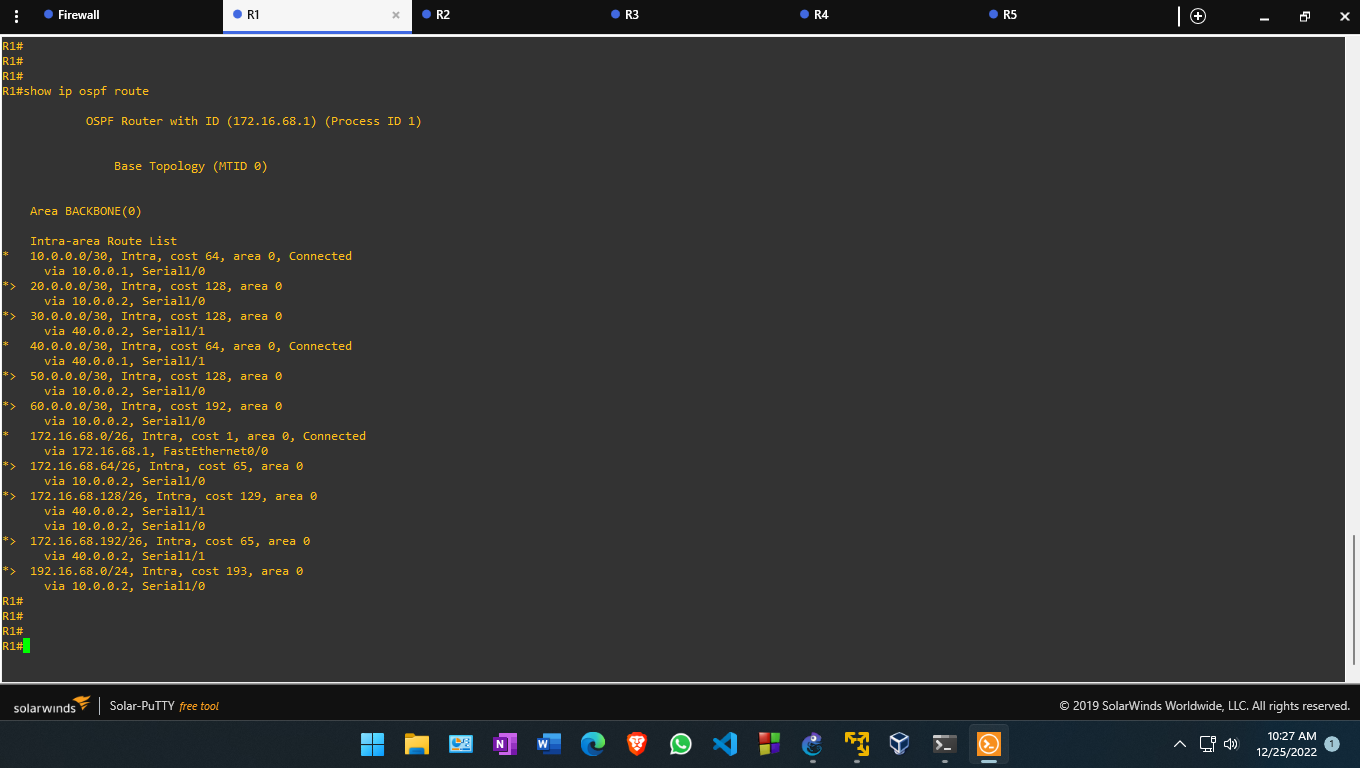 Firewall
R1
R2
R3
R4
R5
R1#
R1#
R1#
R1#show ip ospf route
OSPF Router with ID (172.16.68.1) (Process ID 1)
Base Topology (MTID 0)
Area BACKBONE(0)
Intra-area Route List
*   10.0.0.0/30, Intra, cost 64, area 0, Connected
via 10.0.0.1, Serial1/0
*>  20.0.0.0/30, Intra, cost 128, area 0
via 10.0.0.2, Serial1/0
*>  30.0.0.0/30, Intra, cost 128, area 0
via 40.0.0.2, Serial1/1
*   40.0.0.0/30, Intra, cost 64, area 0, Connected
via 40.0.0.1, Serial1/1
*>  50.0.0.0/30, Intra, cost 128, area 0
via 10.0.0.2, Serial1/0
*>  60.0.0.0/30, Intra, cost 192, area 0
via 10.0.0.2, Serial1/0
*   172.16.68.0/26, Intra, cost 1, area 0, Connected
via 172.16.68.1, FastEthernet0/0
*>  172.16.68.64/26, Intra, cost 65, area 0
via 10.0.0.2, Serial1/0
*>  172.16.68.128/26, Intra, cost 129, area 0
via 40.0.0.2, Serial1/1
via 10.0.0.2, Serial1/0
*>  172.16.68.192/26, Intra, cost 65, area 0
via 40.0.0.2, Serial1/1
*>  192.16.68.0/24, Intra, cost 193, area 0
via 10.0.0.2, Serial1/0
R1#
R1#
R1#
R1#
solarwinds Solar-PuTTY free tool
© 2019 SolarWinds Worldwide, LLC. All rights reserved.
10:27 AM
12/25/2022
1